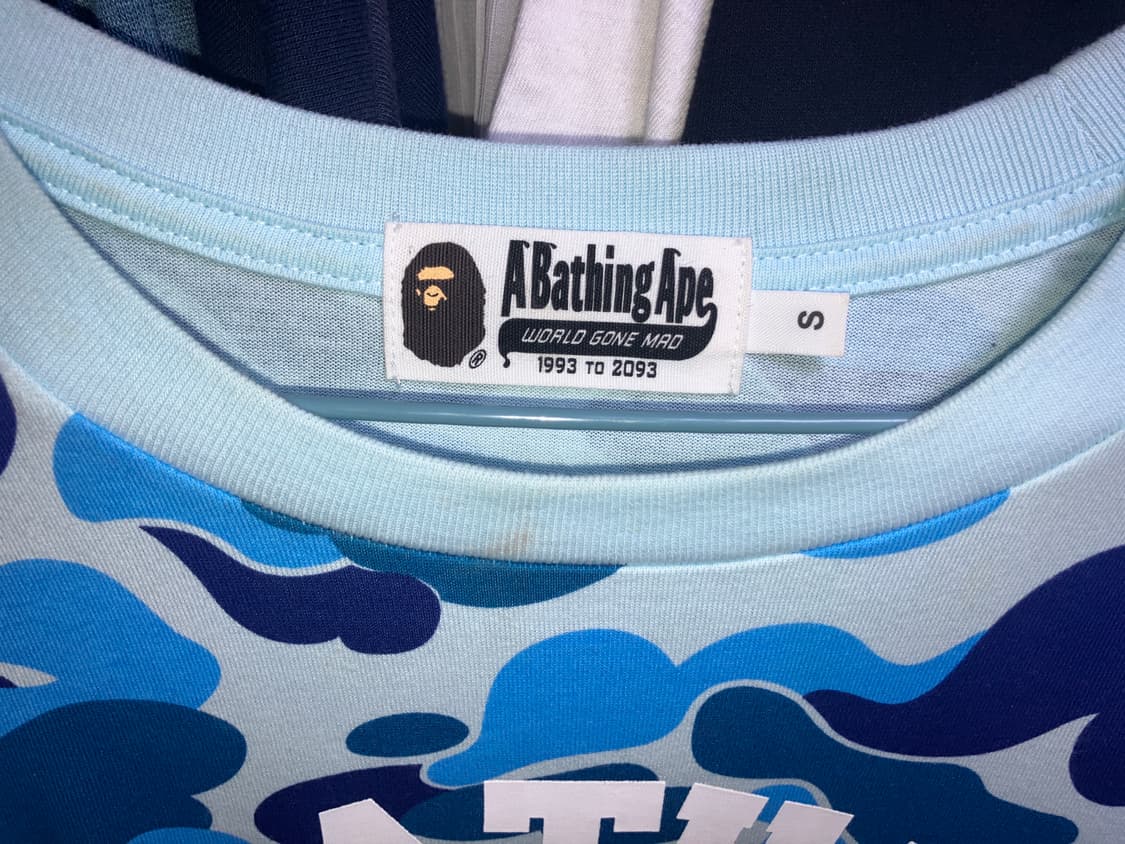 A Bathing Ape
WORLD GONE MAD
1993 TO 2093
®
S